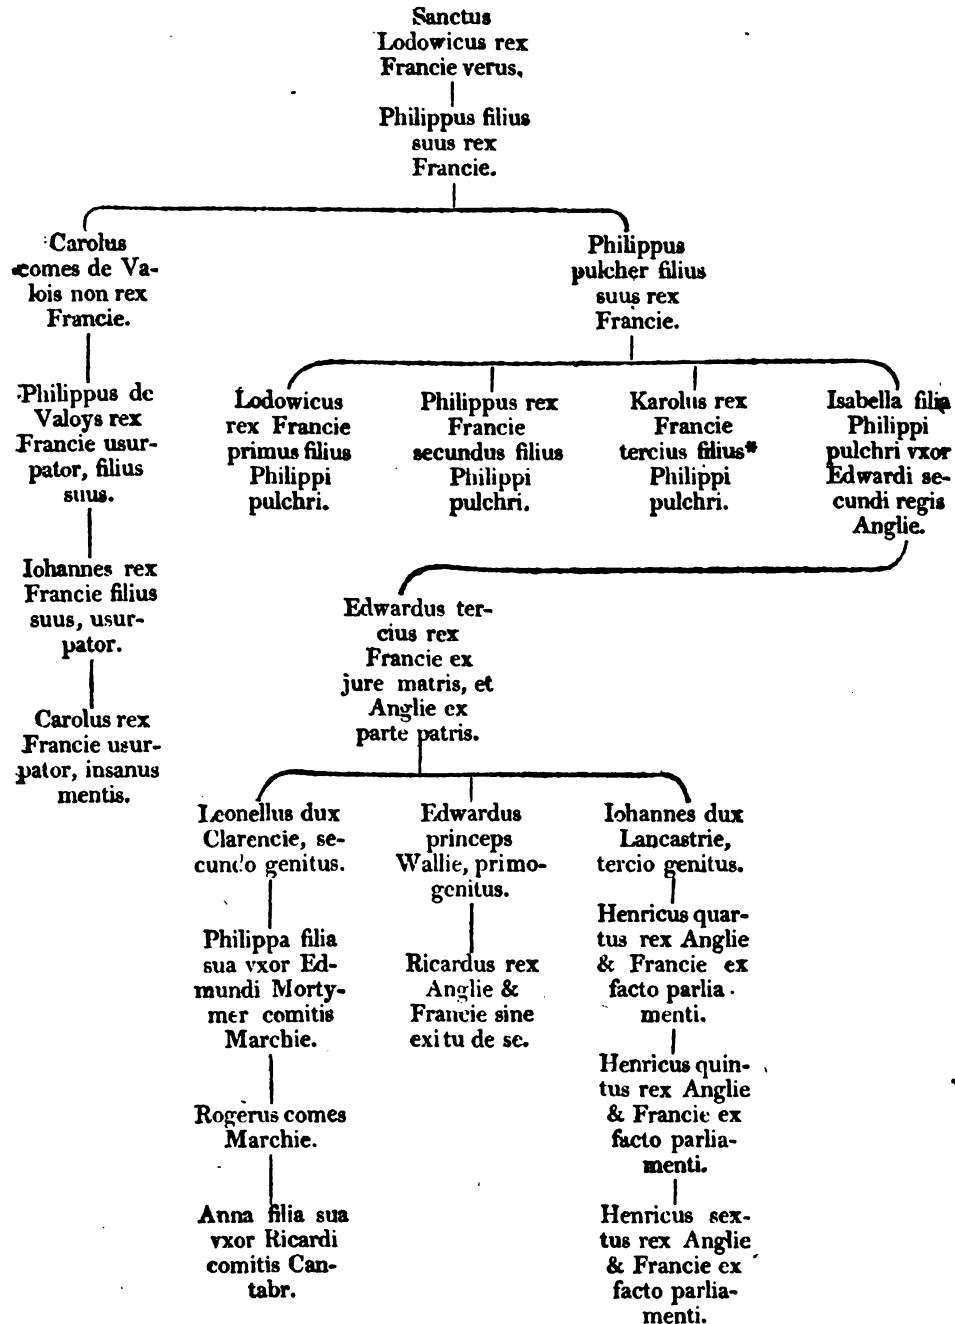 Sanctus
Lodowicus rex
Francie verus.
Philippus filius
suus rex
Francie.
Carolus
comes de Va-
lois non rex
Francie.
Philippus
pulcher filius
suus rex
Francie.
Philippus de
Valoys rex
Francie usur-
pator, filius
suus.
Lodowicus
rex Francie
primus filius
Philippi
pulchri.
Philippus rex
Francie
secundus filius
Philippi
pulchri.
Karolus rex
Francie
tercius filius*
Philippi
pulchri.
Isabella filia
Philippi
pulchri vxor
Edwardi se-
cundi regis
Anglie.
Iohannes rex
Francie filius
suus, usur-
pator.
Carolus rex
Francie usur-
pator, insanus
mentis.
Edwardus ter-
cius rex
Francie ex
jure matris, et
Anglie ex
parte patris.
Leonellus dux
Clarencie, se-
cundo genitus.
Edwardus
princeps
Wallie, primo-
genitus.
Iohannes dux
Lancastrie,
tercio genitus.
Philippa filia
sua vxor Ed-
mundi Morty-
mer comitis
Marchie.
Ricardus rex
Anglie &
Francie sine
exitu de se.
Henricus quar-
tus rex Anglie
& Francie ex
facto parlia-
menti.
Rogerus comes
Marchie.
Henricus quin-
tus rex Anglie
& Francie ex
facto parlia-
menti.
Anna filia sua
vxor Ricardi
comitis Can-
tabr.
Henricus sex-
tus rex Anglie
& Francie ex
facto parlia-
menti.